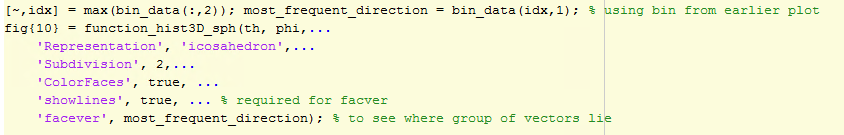 [~,idx] = max(bin_data(:,2)); most_frequent_direction = bin_data(idx,1); % using bin from earlier plot
fig{10} = function_hist3D_sph(th, phi,...
'Representation', 'icosahedron',...
'Subdivision', 2,...
'ColorFaces', true, ...
'showlines', true, ... % required for facver
'facever', most_frequent_direction); % to see where group of vectors lie